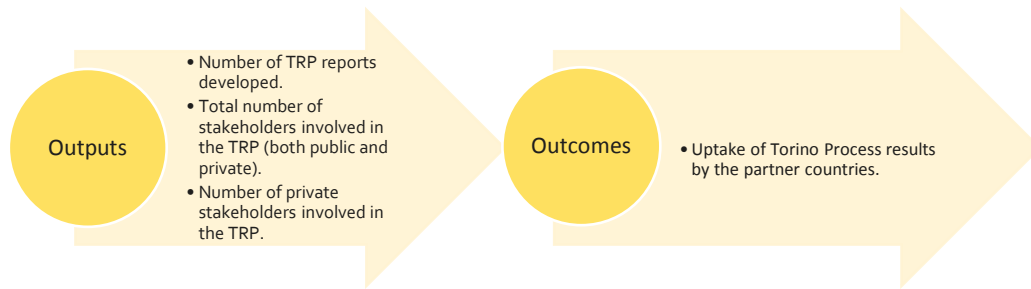 Outputs
• Number of TRP reports
developed.
• Total number of
stakeholders involved in
the TRP (both public and
private).
• Number of private
stakeholders involved in
the TRP.
Outcomes
• Uptake of Torino Process results
by the partner countries.